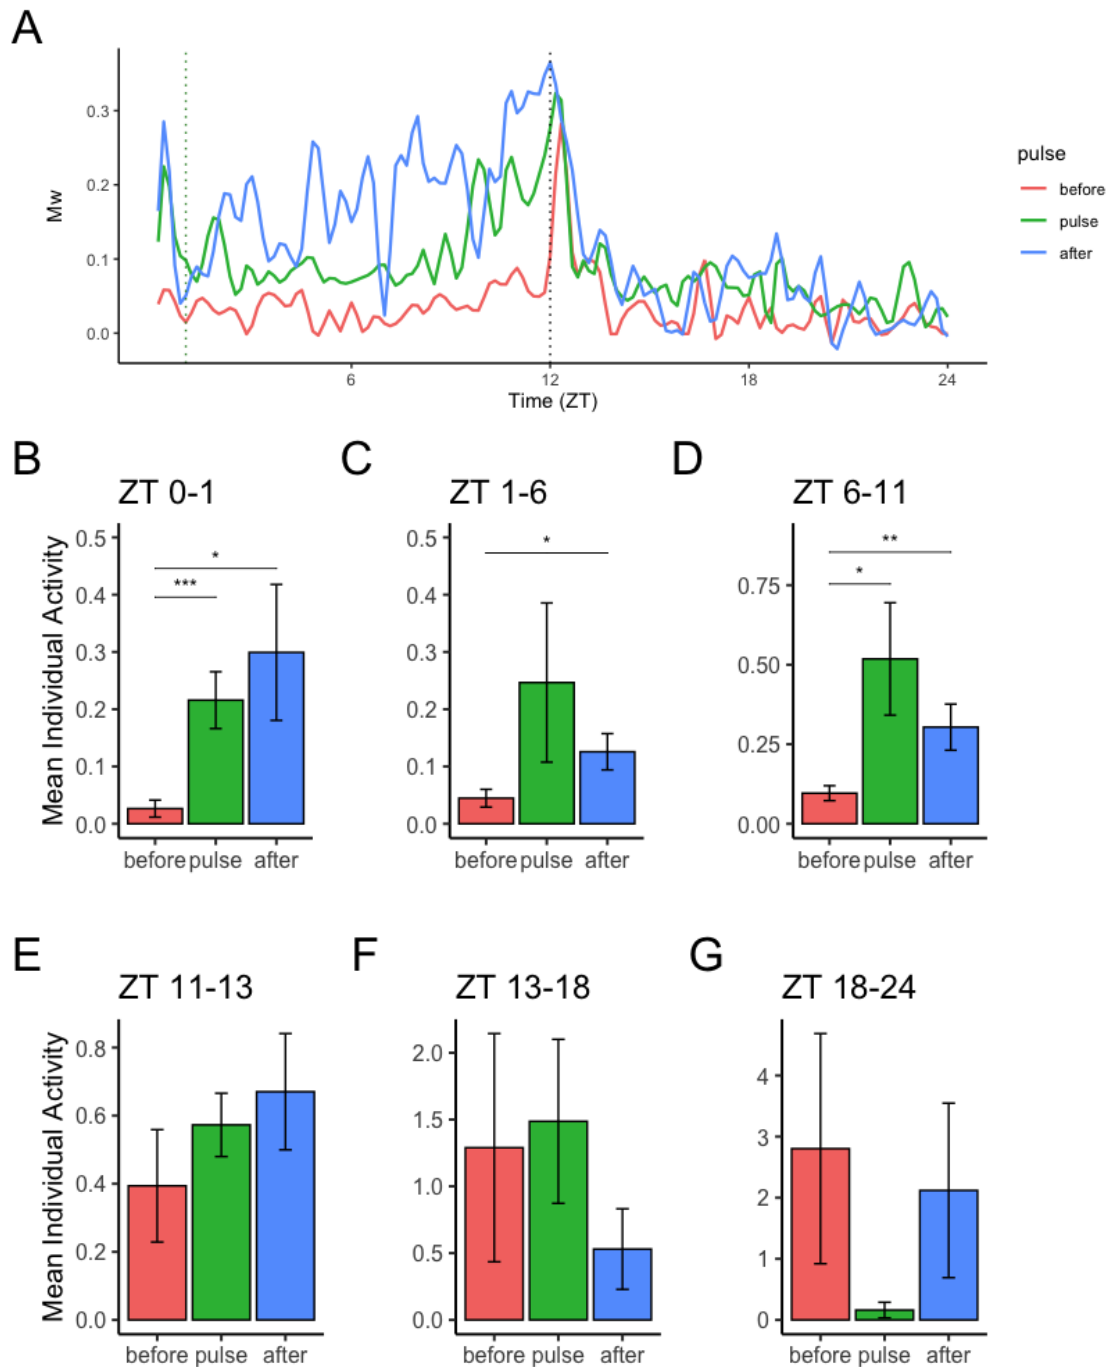 A
0.3
0.2
0.1
0.0
Mw
6 12 18 24
Time (ZT)
pulse
before
pulse
after
B C D
ZT 0-1 ZT 1-6 ZT 6-11
Mean Individual Activity
0.5
0.4
0.3
0.2
0.1
0.0
*
***
before pulse after
0.5
0.4
0.3
0.2
0.1
0.0
*
before pulse after
0.75
0.50
0.25
0.00
**
*
before pulse after
E F G
ZT 11-13 ZT 13-18 ZT 18-24
Mean Individual Activity
0.8
0.6
0.4
0.2
0.0
before pulse after
2.0
1.5
1.0
0.5
0.0
before pulse after
4
3
2
1
0
before pulse after